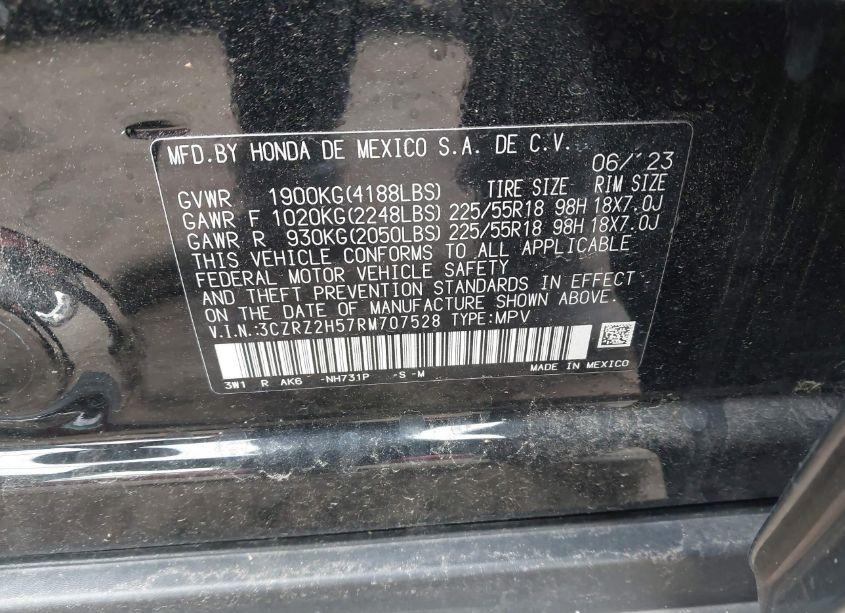 MFD.BY HONDA DE MEXICO S.A. DE C.V. 06/'23
GVWR 1900KG(4188LBS) TIRE SIZE RIM SIZE
GAWR F 1020KG(2248LBS) 225/55R18 98H 18X7.0J
GAWR R 930KG(2050LBS) 225/55R18 98H 18X7.0J
THIS VEHICLE CONFORMS TO ALL APPLICABLE
FEDERAL MOTOR VEHICLE SAFETY
AND THEFT PREVENTION STANDARDS IN EFFECT
ON THE DATE OF MANUFACTURE SHOWN ABOVE.
V.I.N.:3CZRZ2H57RM707528 TYPE:MPV
MADE IN MEXICO
3W1 R AK6 -NH731P -S -M